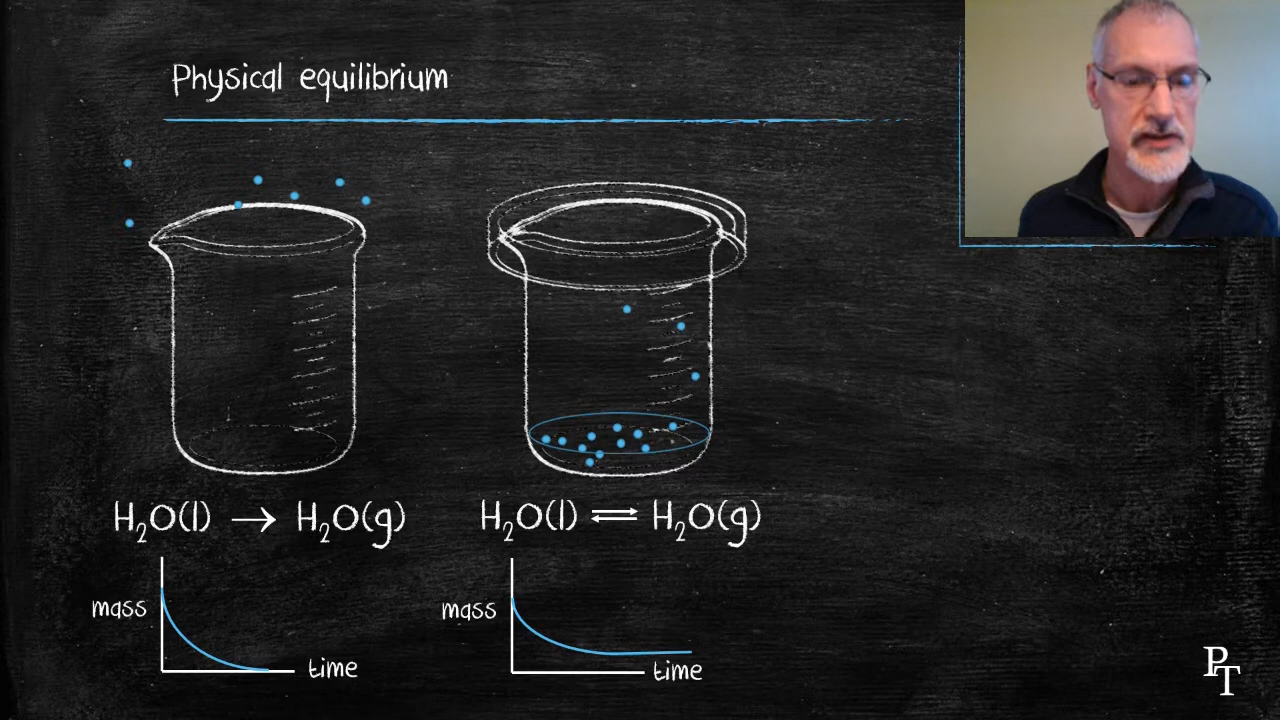 Physical equilibrium
H₂O(l) → H₂O(g)
H₂O(l) ⇌ H₂O(g)
mass
time
mass
time
PT